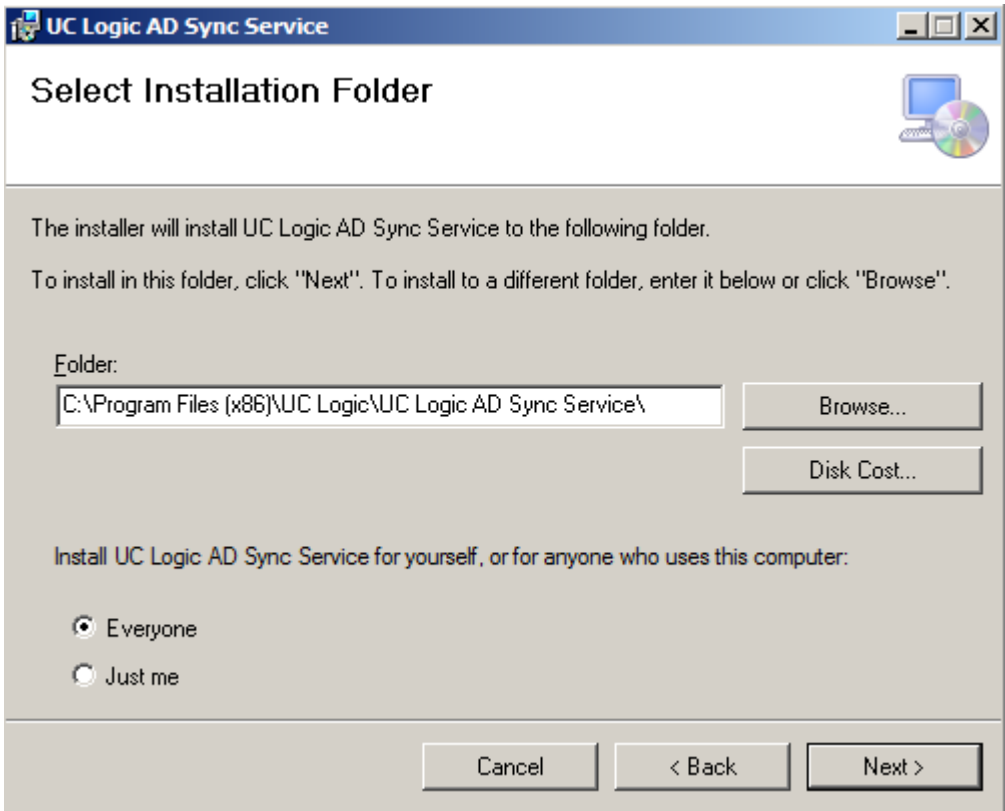 UC Logic AD Sync Service
Select Installation Folder
The installer will install UC Logic AD Sync Service to the following folder.
To install in this folder, click "Next". To install to a different folder, enter it below or click "Browse".
Folder:
C:\Program Files (x86)\UC Logic\UC Logic AD Sync Service\
Browse...
Disk Cost...
Install UC Logic AD Sync Service for yourself, or for anyone who uses this computer:
Everyone
Just me
Cancel
< Back
Next >